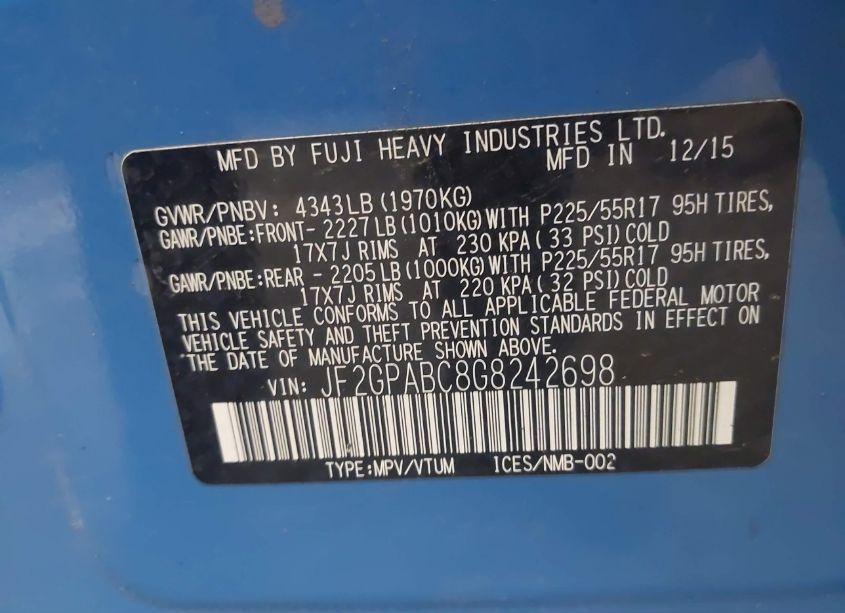 MFD BY FUJI HEAVY INDUSTRIES LTD.
MFD IN 12/15
GVWR/PNBV: 4343LB (1970KG)
GAWR/PNBE:FRONT- 2227LB (1010KG) WITH P225/55R17 95H TIRES,
17X7J RIMS AT 230 KPA ( 33 PSI) COLD
GAWR/PNBE:REAR - 2205LB (1000KG) WITH P225/55R17 95H TIRES,
17X7J RIMS AT 220 KPA ( 32 PSI) COLD
THIS VEHICLE CONFORMS TO ALL APPLICABLE FEDERAL MOTOR
VEHICLE SAFETY AND THEFT PREVENTION STANDARDS IN EFFECT ON
THE DATE OF MANUFACTURE SHOWN ABOVE.
VIN: JF2GPABC8G8242698
TYPE:MPV/VTUM ICES/NMB-002